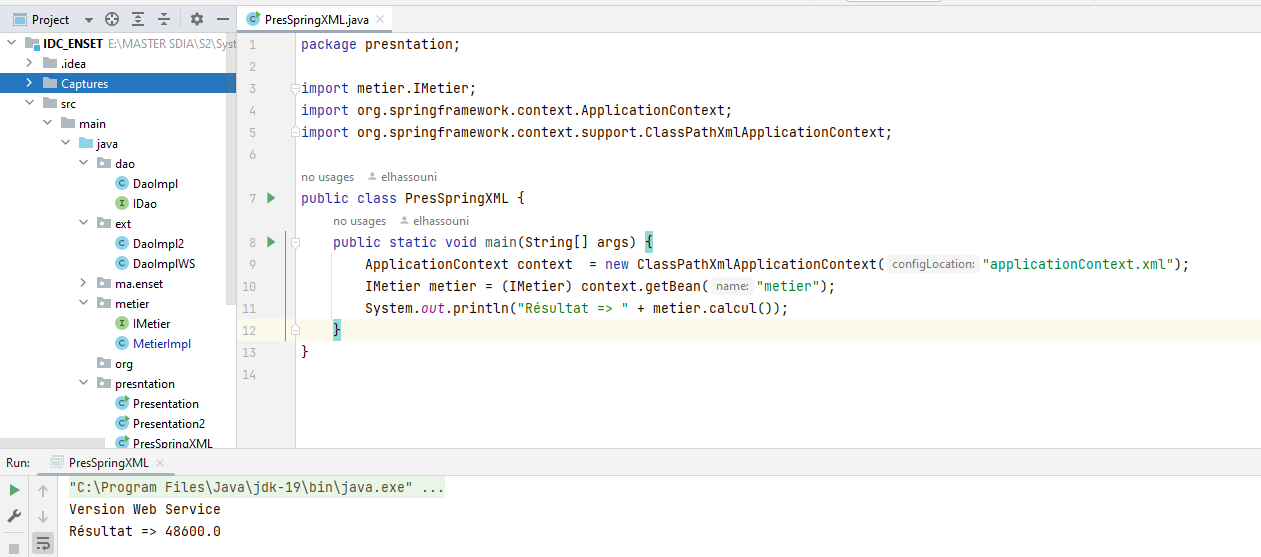 Project
PresSpringXML.java
IDC_ENSET E:\MASTER SDIA\S2\Syst
.idea
Captures
src
main
java
dao
DaoImpl
IDao
ext
DaoImpl2
DaoImplWS
ma.enset
metier
IMetier
MetierImpl
org
presntation
Presentation
Presentation2
PresSpringXML
1 package presntation;
2
3 import metier.IMetier;
4 import org.springframework.context.ApplicationContext;
5 import org.springframework.context.support.ClassPathXmlApplicationContext;
6
no usages elhassouni
7 public class PresSpringXML {
no usages elhassouni
8 public static void main(String[] args) {
9 ApplicationContext context  = new ClassPathXmlApplicationContext( configLocation: "applicationContext.xml");
10 IMetier metier = (IMetier) context.getBean( name: "metier");
11 System.out.println("Résultat => " + metier.calcul());
12 }
13 }
14
Run: PresSpringXML
"C:\Program Files\Java\jdk-19\bin\java.exe" ...
Version Web Service
Résultat => 48600.0